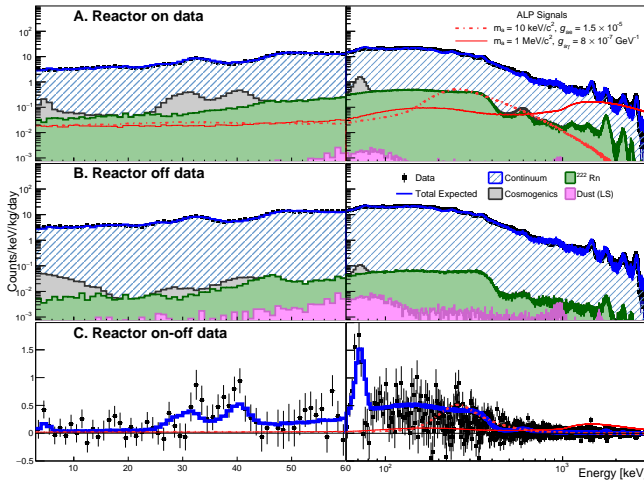 A. Reactor on data
ALP Signals
mₐ = 10 keV/c², gₐₑ = 1.5 × 10⁻⁵
mₐ = 1 MeV/c², gₐᵧ = 8 × 10⁻⁷ GeV⁻¹
10²
10
1
10⁻¹
10⁻²
10⁻³
B. Reactor off data
Data
Continuum
²²² Rn
Total Expected
Cosmogenics
Dust (LS)
10²
10
1
10⁻¹
10⁻²
10⁻³
Counts/keV/kg/day
C. Reactor on-off data
1.5
1
0.5
0
-0.5
10 20 30 40 50 60 10² 10³
Energy [keV